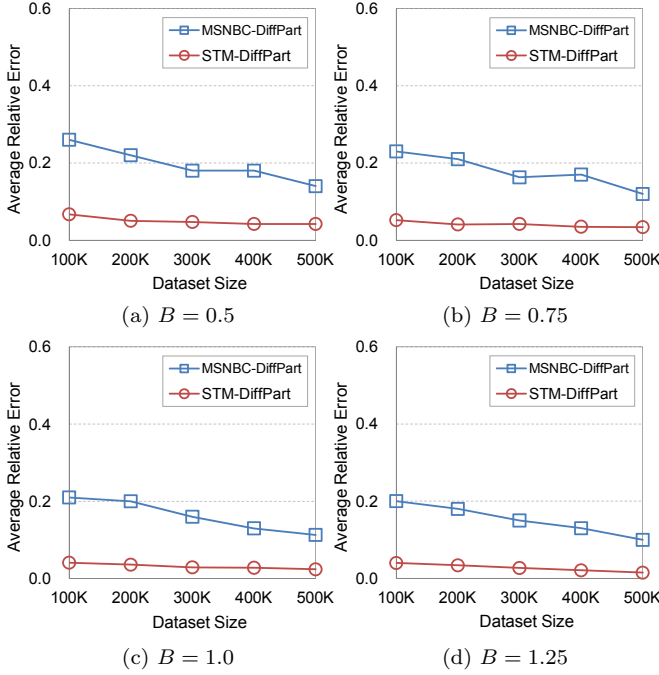 0.6
0.4
0.2
0.0
Average Relative Error
MSNBC-DiffPart
STM-DiffPart
100K 200K 300K 400K 500K
Dataset Size
(a) B = 0.5
0.6
0.4
0.2
0.0
Average Relative Error
MSNBC-DiffPart
STM-DiffPart
100K 200K 300K 400K 500K
Dataset Size
(b) B = 0.75
0.6
0.4
0.2
0.0
Average Relative Error
MSNBC-DiffPart
STM-DiffPart
100K 200K 300K 400K 500K
Dataset Size
(c) B = 1.0
0.6
0.4
0.2
0.0
Average Relative Error
MSNBC-DiffPart
STM-DiffPart
100K 200K 300K 400K 500K
Dataset Size
(d) B = 1.25